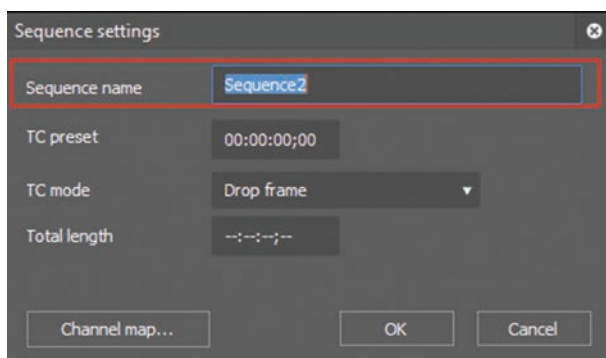 Sequence settings
Sequence name Sequence2
TC preset 00:00:00;00
TC mode Drop frame
Total length --:--:--;--
Channel map... OK Cancel